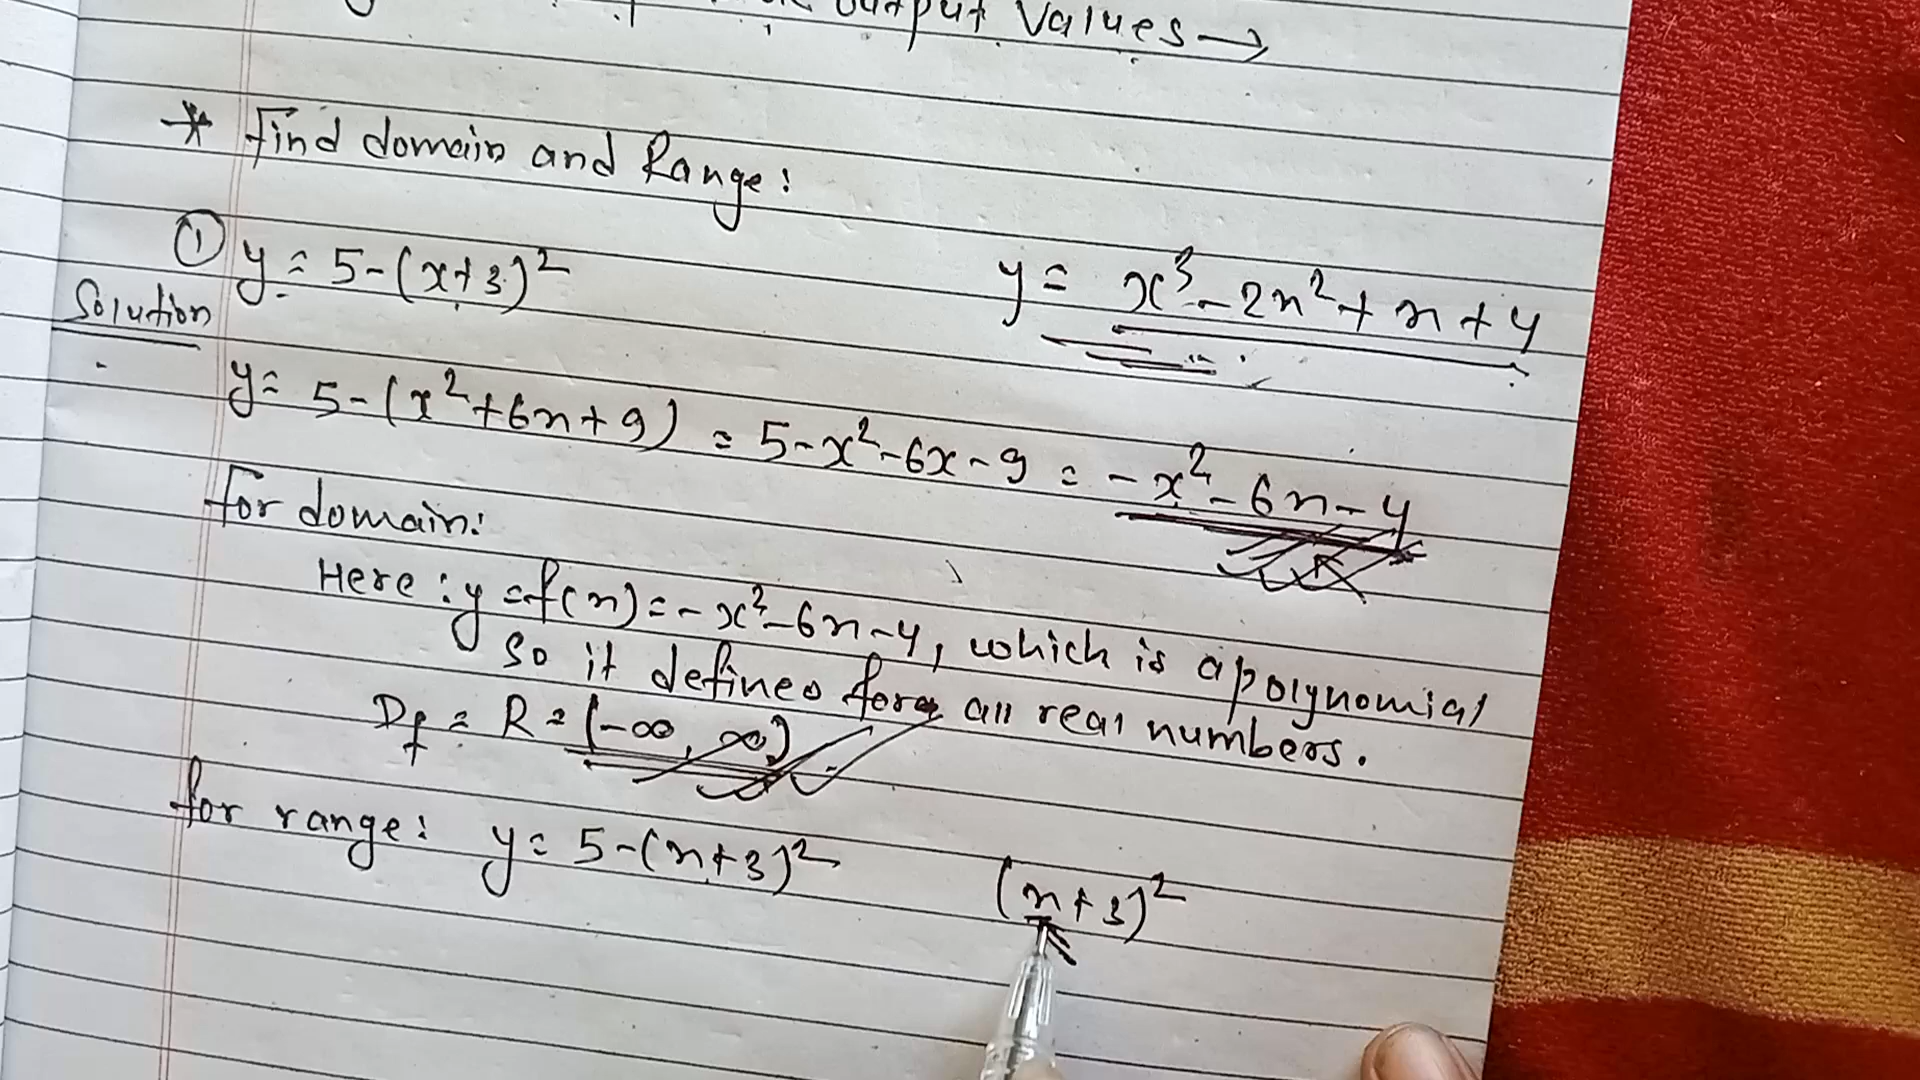 output values →
* find domain and Range:
① y = 5-(x+3)²
y = x³-2x²+x+4
Solution
y = 5-(x²+6x+9) = 5-x²-6x-9 = -x²-6x-4
for domain:
Here : y = f(x) = -x²-6x-4, which is a polynomial
So it defines for all real numbers.
D_f = R = (-∞, ∞)
for range: y = 5-(x+3)²
(x+3)²